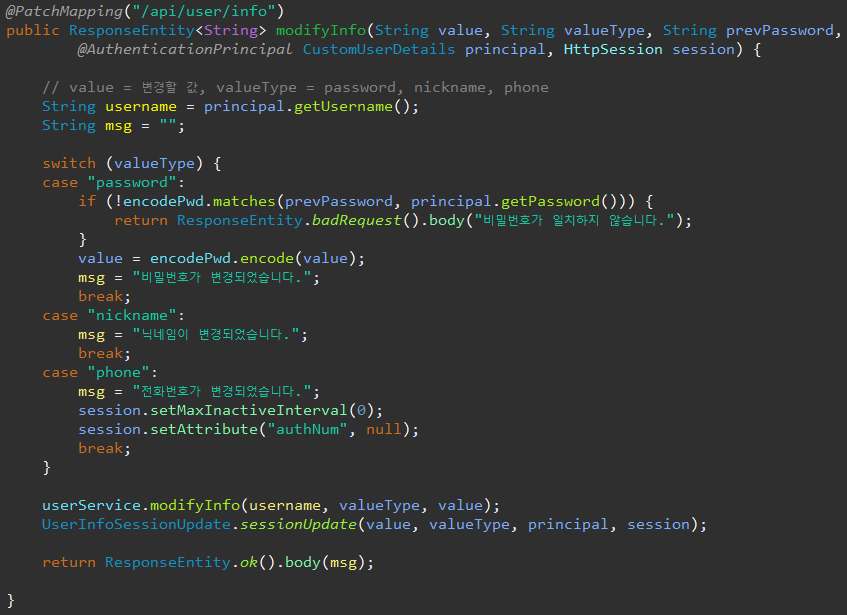 @PatchMapping("/api/user/info")
public ResponseEntity<String> modifyInfo(String value, String valueType, String prevPassword,
        @AuthenticationPrincipal CustomUserDetails principal, HttpSession session) {

    // value = 변경할 값, valueType = password, nickname, phone
    String username = principal.getUsername();
    String msg = "";

    switch (valueType) {
    case "password":
        if (!encodePwd.matches(prevPassword, principal.getPassword())) {
            return ResponseEntity.badRequest().body("비밀번호가 일치하지 않습니다.");
        }
        value = encodePwd.encode(value);
        msg = "비밀번호가 변경되었습니다.";
        break;
    case "nickname":
        msg = "닉네임이 변경되었습니다.";
        break;
    case "phone":
        msg = "전화번호가 변경되었습니다.";
        session.setMaxInactiveInterval(0);
        session.setAttribute("authNum", null);
        break;
    }

    userService.modifyInfo(username, valueType, value);
    UserInfoSessionUpdate.sessionUpdate(value, valueType, principal, session);

    return ResponseEntity.ok().body(msg);

}